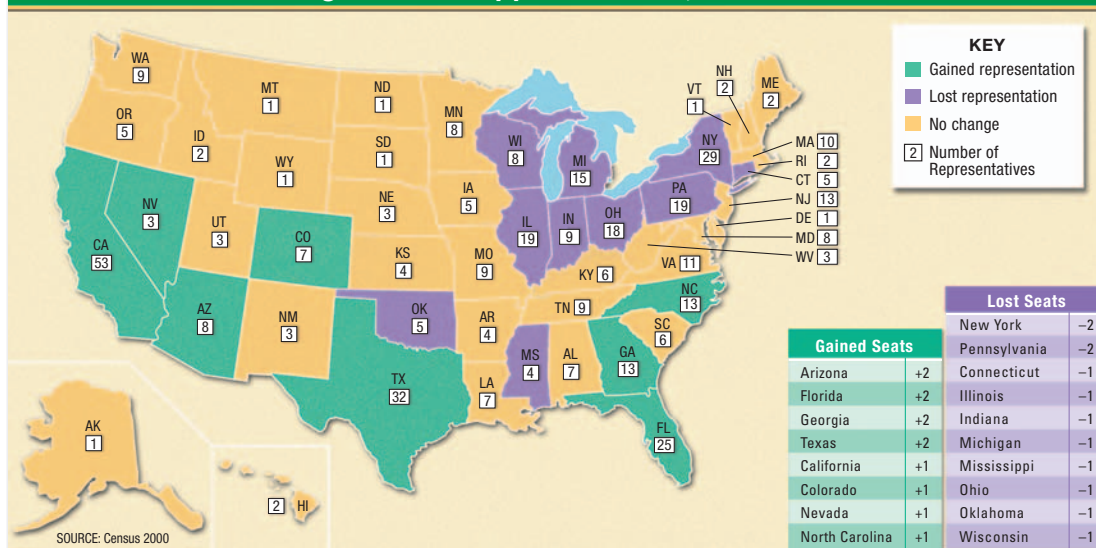 KEY
Gained representation
Lost representation
No change
2 Number of
Representatives
WA
9
OR
5
ID
2
MT
1
WY
1
ND
1
SD
1
NE
3
MN
8
IA
5
WI
8
MI
15
NY
29
VT
1
NH
2
ME
2
MA 10
RI 2
CT 5
NJ 13
DE 1
MD 8
WV 3
PA
19
OH
18
IN
9
IL
19
CA
53
NV
3
UT
3
CO
7
KS
4
MO
9
KY 6
VA 11
TN 9
NC
13
SC
6
AZ
8
NM
3
OK
5
AR
4
TX
32
LA
7
MS
4
AL
7
GA
13
FL
25
AK
1
2 HI
SOURCE: Census 2000
Gained Seats
Arizona +2
Florida +2
Georgia +2
Texas +2
California +1
Colorado +1
Nevada +1
North Carolina +1
Lost Seats
New York –2
Pennsylvania –2
Connecticut –1
Illinois –1
Indiana –1
Michigan –1
Mississippi –1
Ohio –1
Oklahoma –1
Wisconsin –1